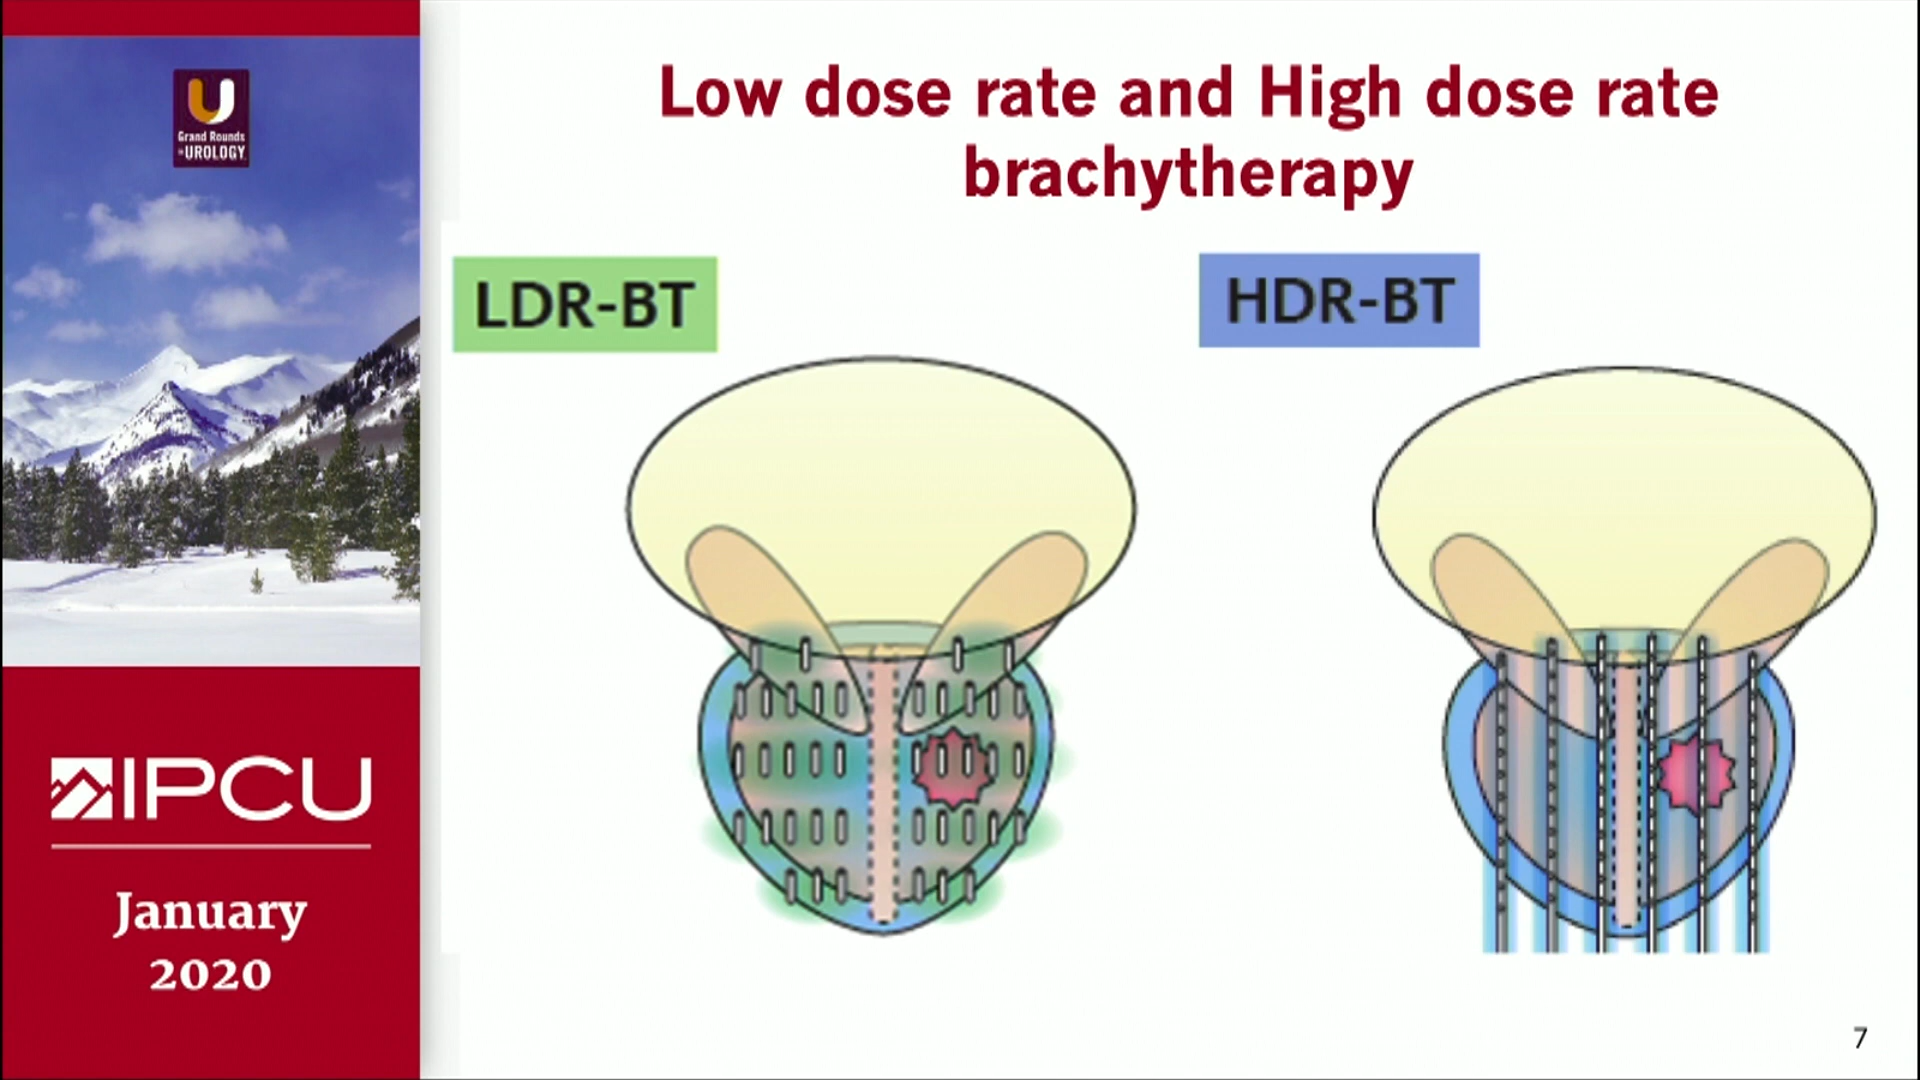 Grand Rounds
in UROLOGY
IPCU
January
2020
Low dose rate and High dose rate
brachytherapy
LDR-BT
HDR-BT
7